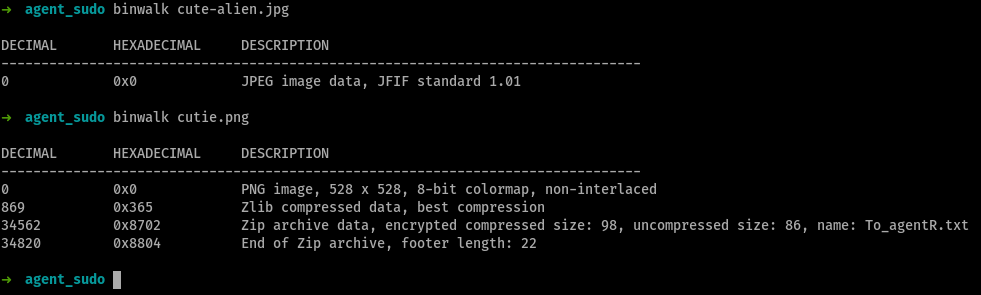 → agent_sudo binwalk cute-alien.jpg
DECIMAL HEXADECIMAL DESCRIPTION
--------------------------------------------------------------------------------
0 0x0 JPEG image data, JFIF standard 1.01
→ agent_sudo binwalk cutie.png
DECIMAL HEXADECIMAL DESCRIPTION
--------------------------------------------------------------------------------
0 0x0 PNG image, 528 x 528, 8-bit colormap, non-interlaced
869 0x365 Zlib compressed data, best compression
34562 0x8702 Zip archive data, encrypted compressed size: 98, uncompressed size: 86, name: To_agentR.txt
34820 0x8804 End of Zip archive, footer length: 22
→ agent_sudo